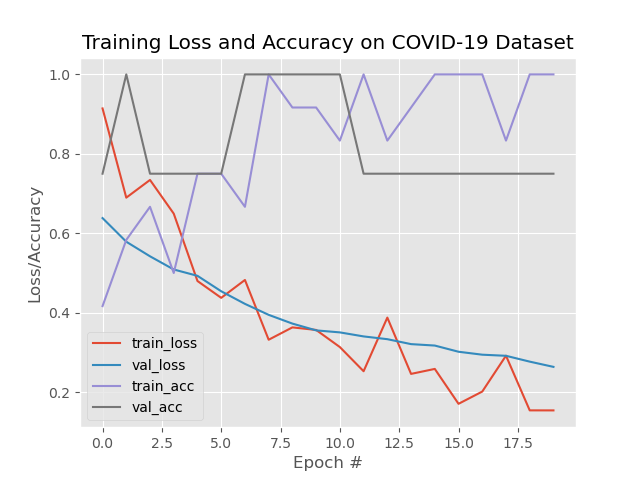 Training Loss and Accuracy on COVID-19 Dataset
1.0
0.8
0.6
0.4
0.2
Loss/Accuracy
train_loss
val_loss
train_acc
val_acc
0.0 2.5 5.0 7.5 10.0 12.5 15.0 17.5
Epoch #